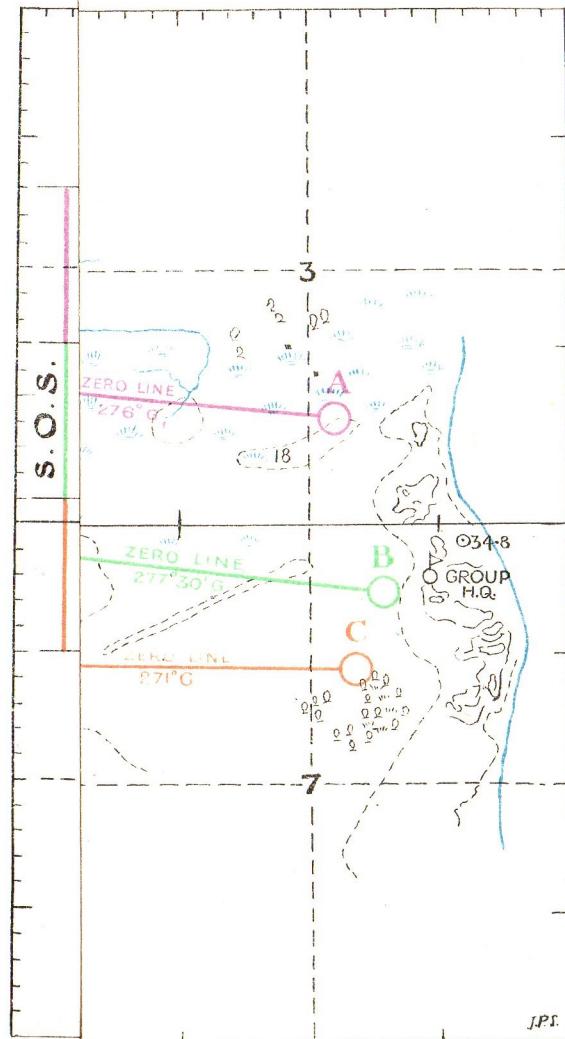 3
S.O.S.
A
ZERO LINE
276°G
18
34·8
B
ZERO LINE
277°30'G
GROUP
H.Q.
C
ZERO LINE
271°G
7
J.P.S.